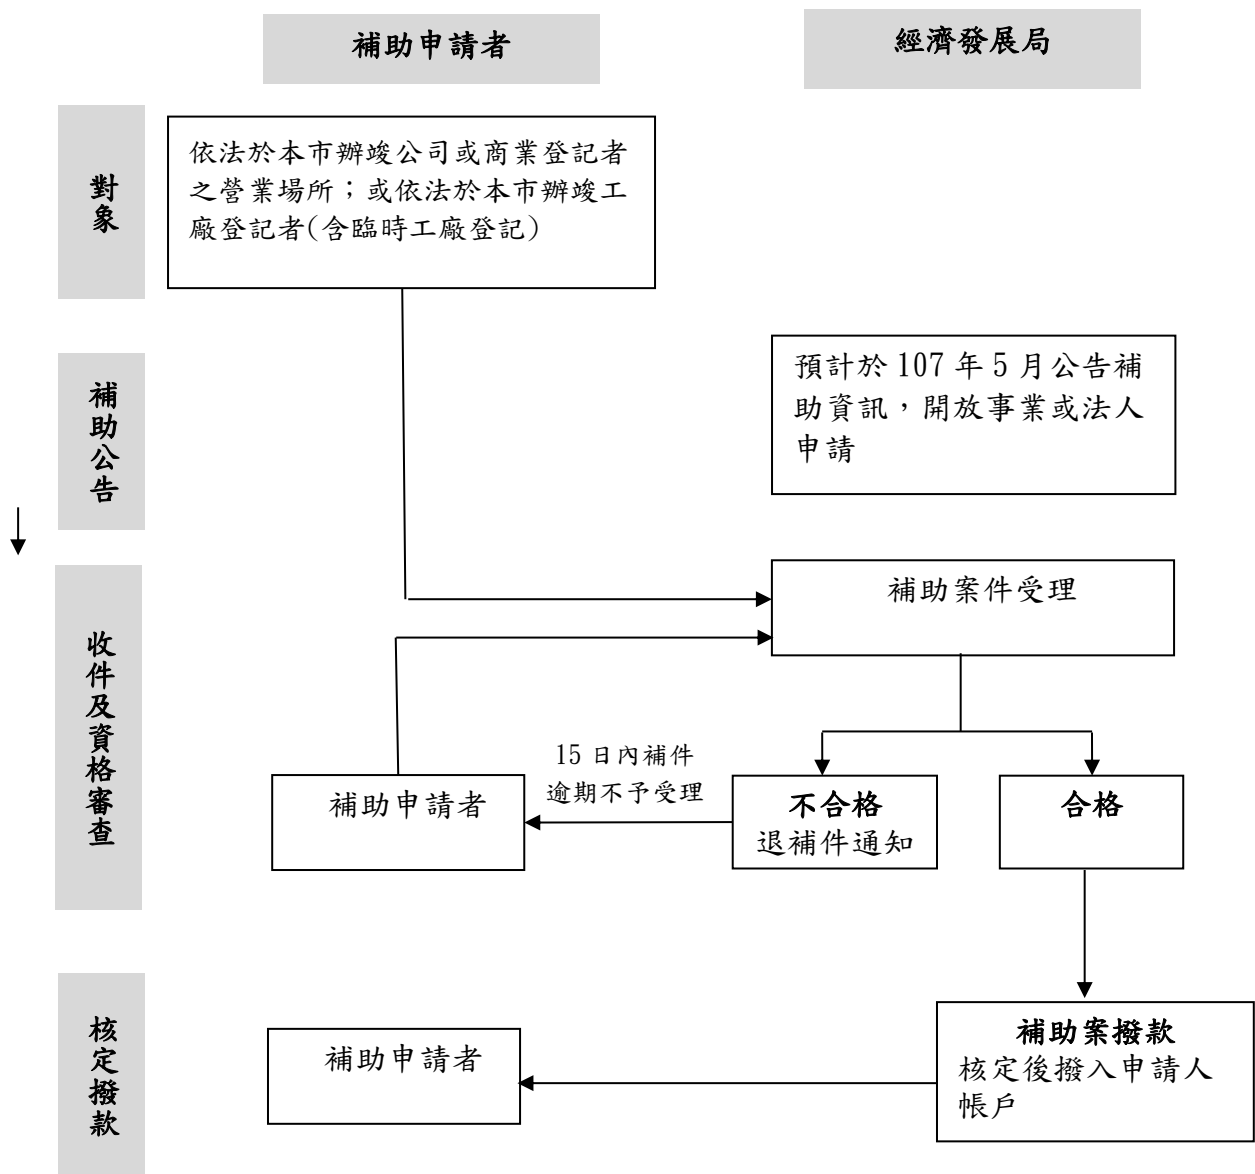 補助申請者
經濟發展局
對象
依法於本市辦竣公司或商業登記者
之營業場所；或依法於本市辦竣工
廠登記者(含臨時工廠登記)
補助公告
預計於 107 年 5 月公告補
助資訊，開放事業或法人
申請
收件及資格審查
補助案件受理
15 日內補件
逾期不予受理
補助申請者
不合格
退補件通知
合格
核定撥款
補助申請者
補助案撥款
核定後撥入申請人
帳戶